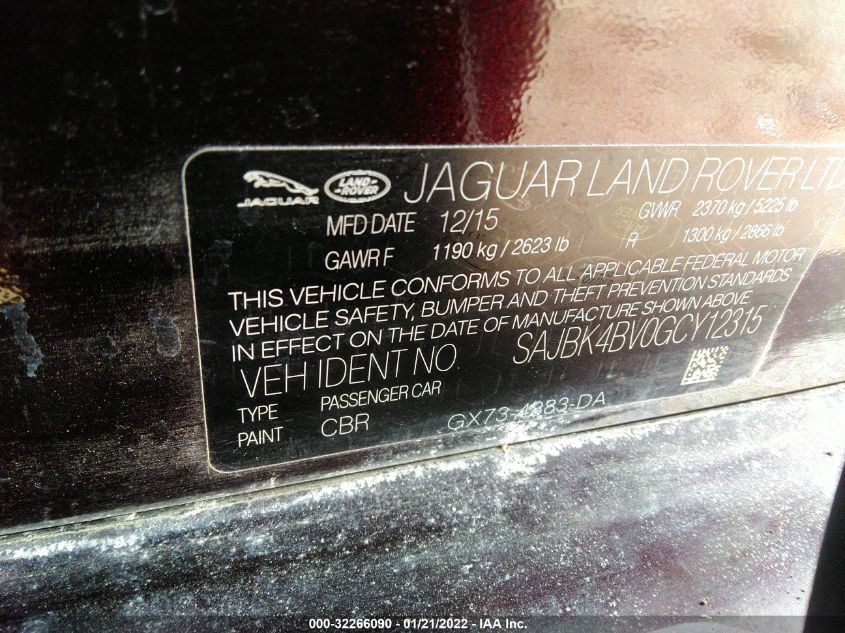 JAGUAR LAND-ROVER JAGUAR LAND ROVER LTD
MFD DATE 12/15 GVWR 2370 kg / 5225 lb
GAWR F 1190 kg / 2623 lb R 1300 kg / 2866 lb
THIS VEHICLE CONFORMS TO ALL APPLICABLE FEDERAL MOTOR
VEHICLE SAFETY, BUMPER AND THEFT PREVENTION STANDARDS
IN EFFECT ON THE DATE OF MANUFACTURE SHOWN ABOVE
VEH IDENT NO. SAJBK4BV0GCY12315
TYPE PASSENGER CAR
PAINT CBR GX73-4283-DA
000-32266090 - 01/21/2022 - IAA Inc.